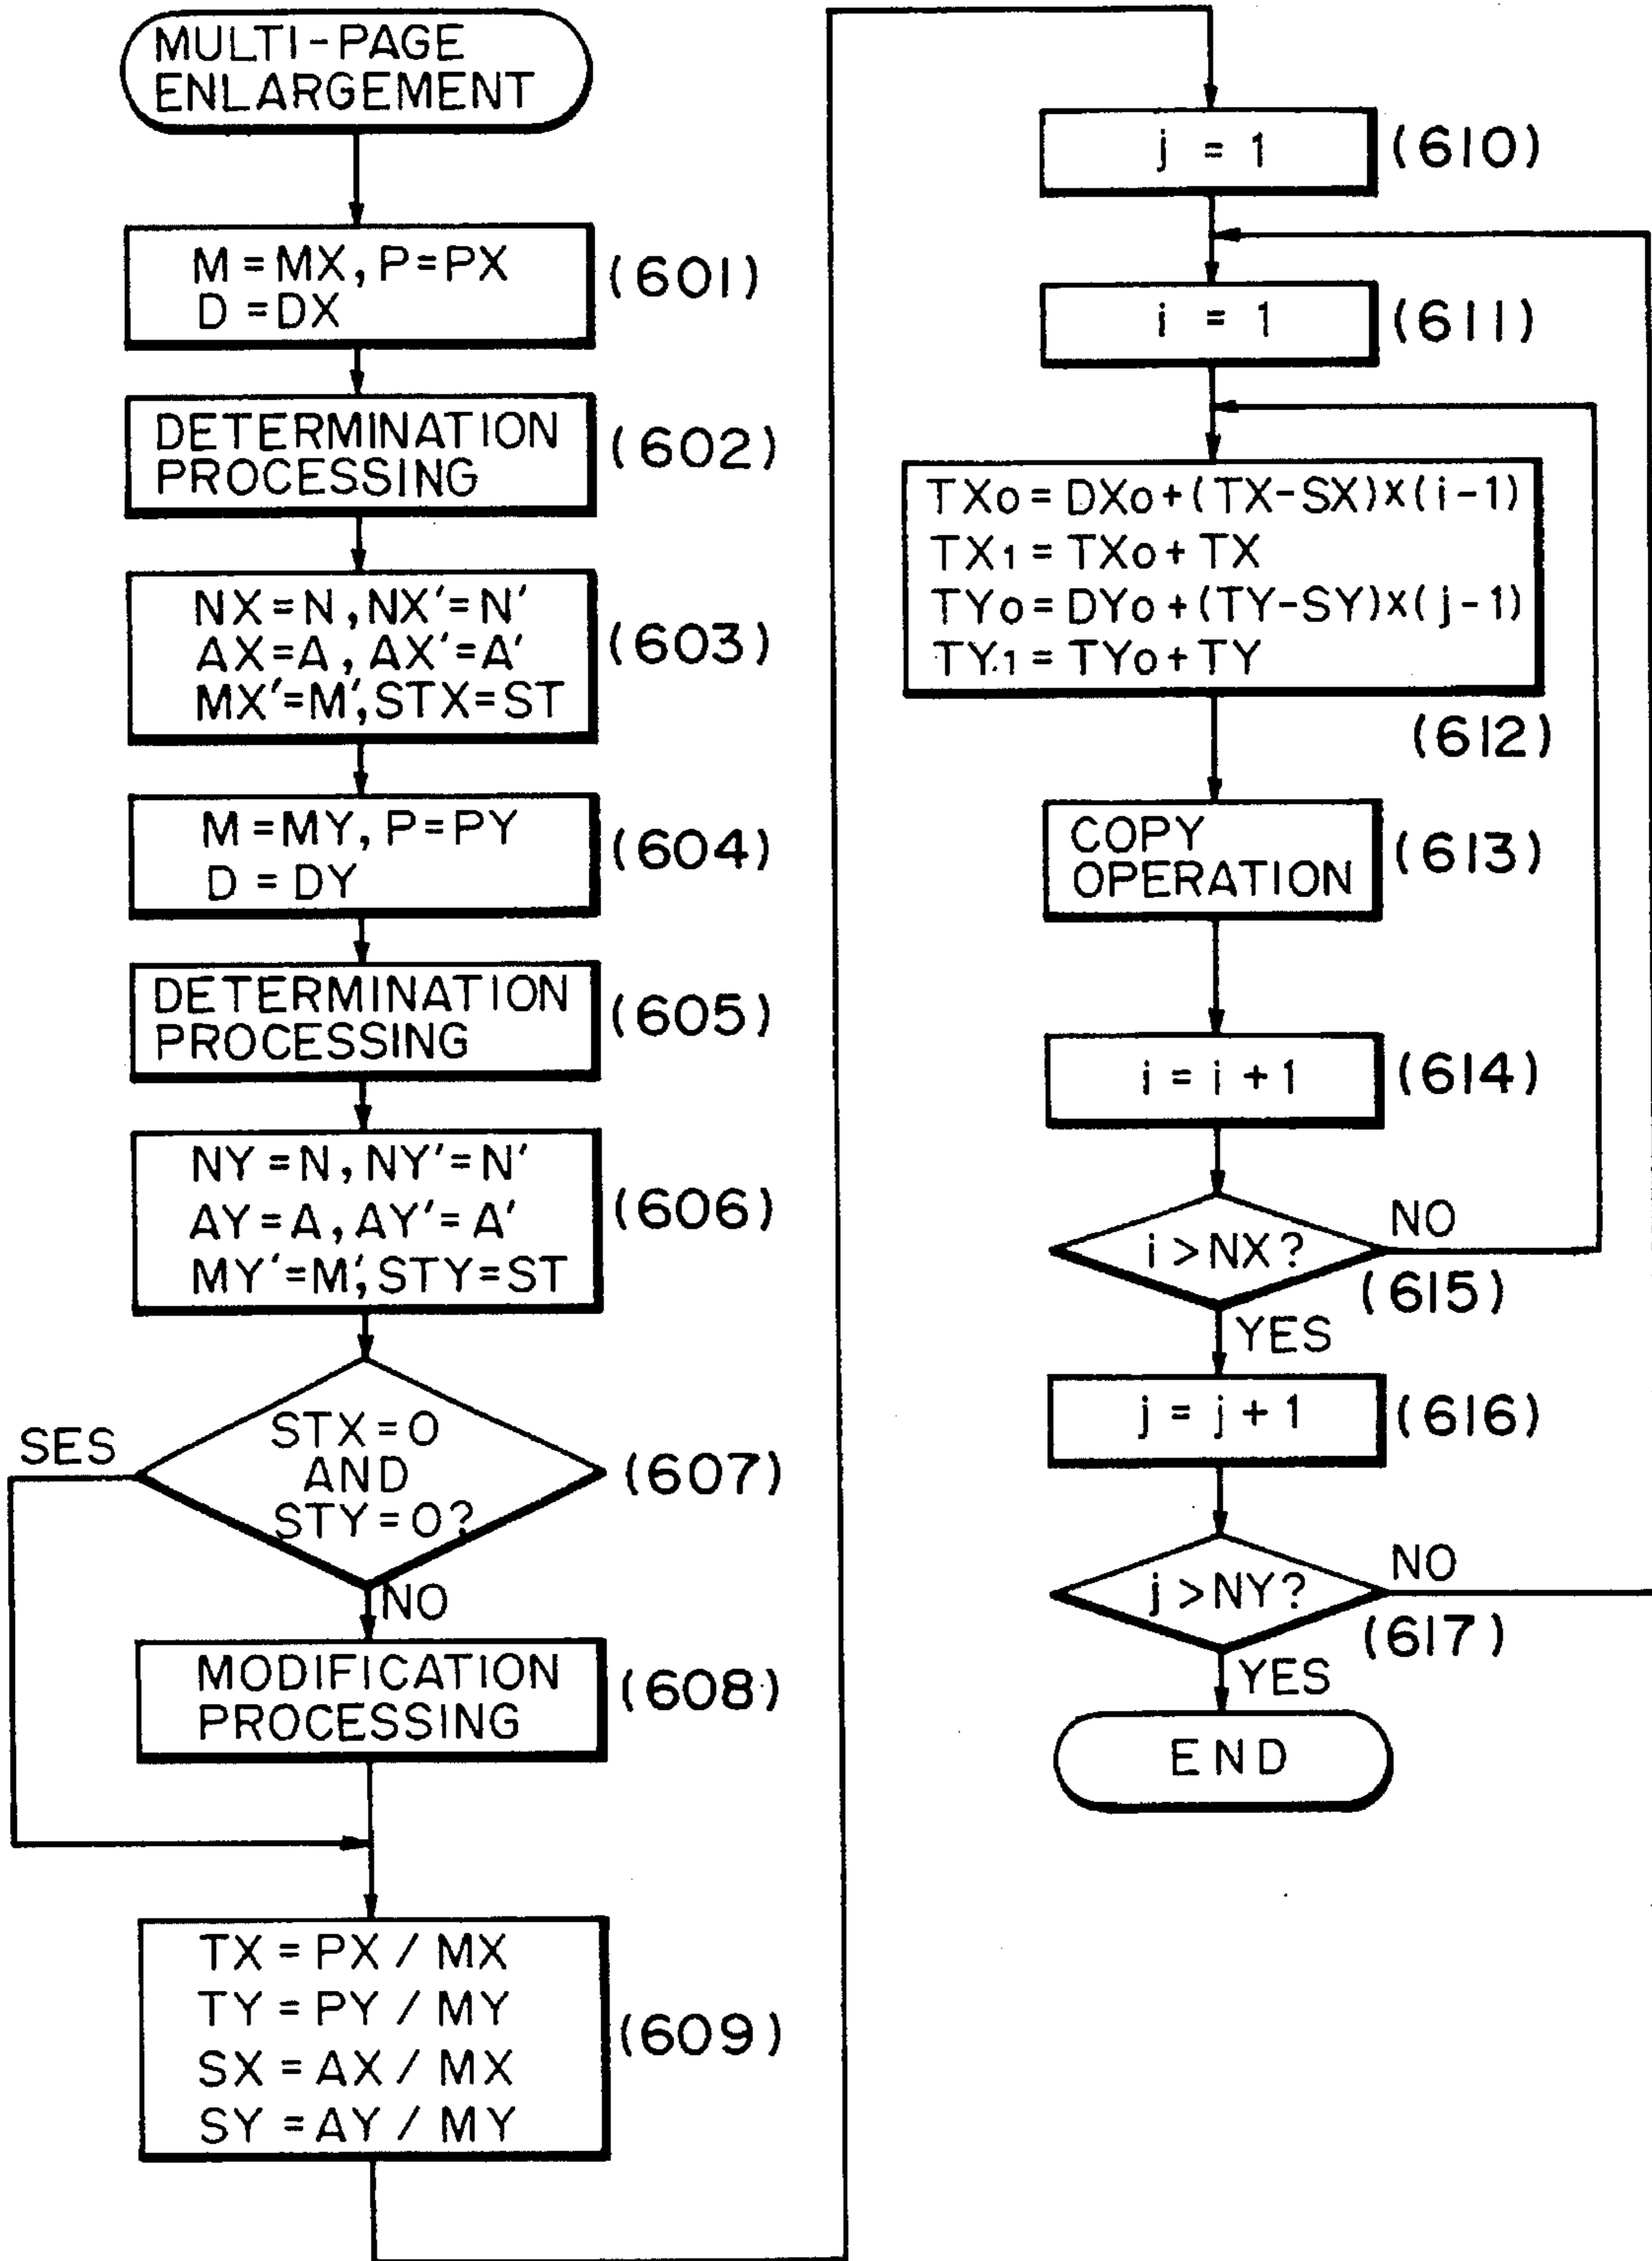 MULTI-PAGE
ENLARGEMENT
M=MX, P=PX
D=DX
(601)
DETERMINATION
PROCESSING
(602)
NX=N, NX'=N'
AX=A, AX'=A'
MX'=M', STX=ST
(603)
M=MY, P=PY
D=DY
(604)
DETERMINATION
PROCESSING
(605)
NY=N, NY'=N'
AY=A, AY'=A'
MY'=M', STY=ST
(606)
SES
STX=0
AND
STY=0?
(607)
NO
MODIFICATION
PROCESSING
(608)
TX=PX / MX
TY=PY / MY
SX=AX / MX
SY=AY / MY
(609)
j = 1
(610)
i = 1
(611)
TXo=DXo+(TX-SX)×(i-1)
TX1=TXo+TX
TYo=DYo+(TY-SY)×(j-1)
TY1=TYo+TY
(612)
COPY
OPERATION
(613)
i = i + 1
(614)
i > NX?
NO
(615)
YES
j = j + 1
(616)
j > NY?
NO
(617)
YES
END